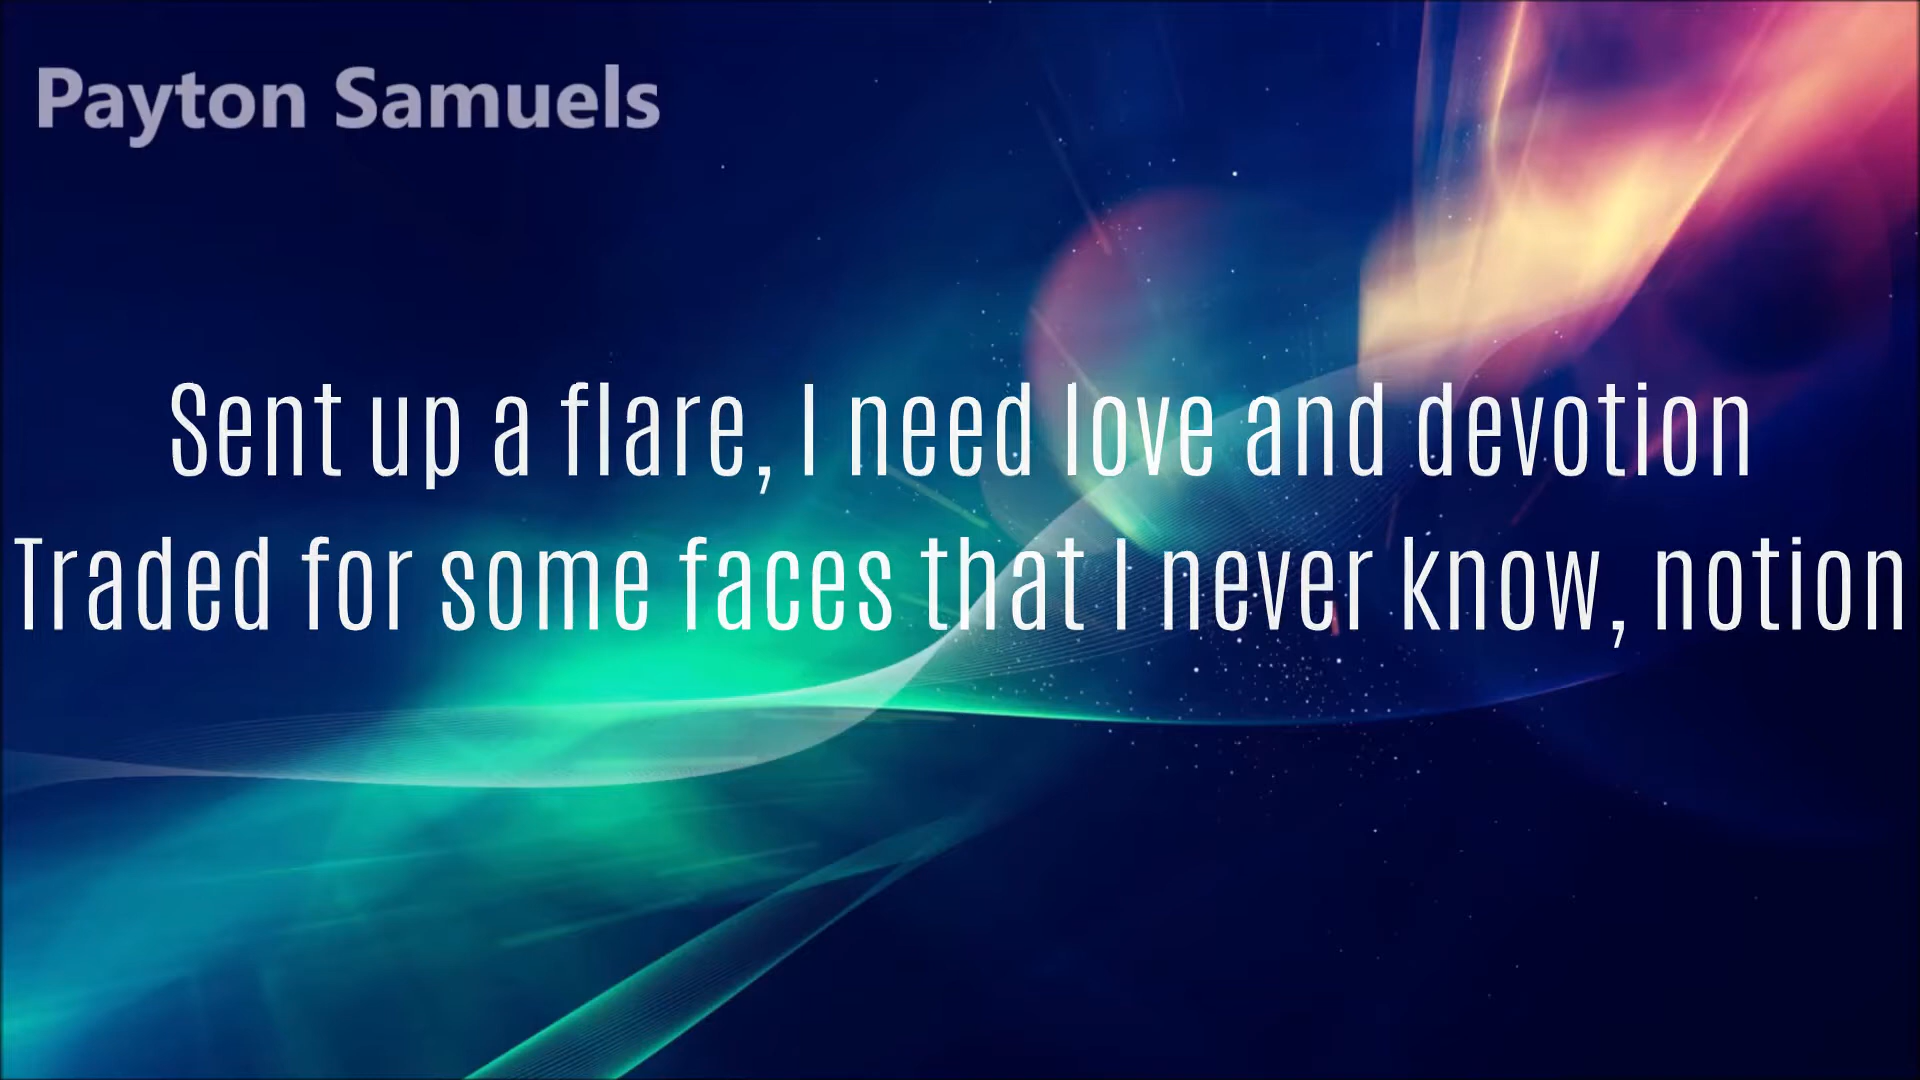 Payton Samuels
Sent up a flare, I need love and devotion
Traded for some faces that I never know, notion